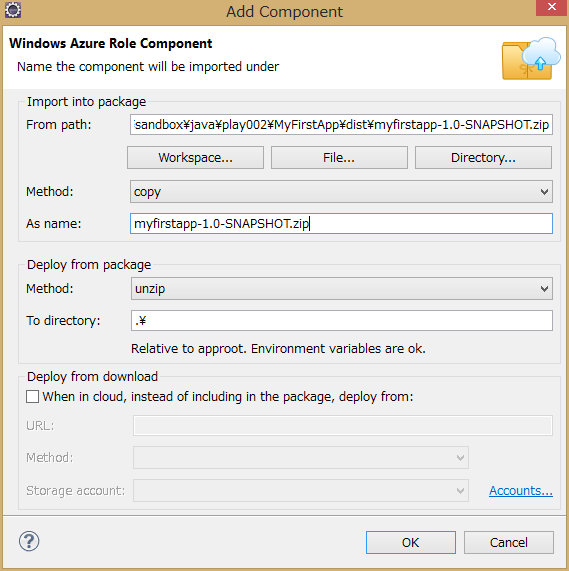 Add Component
Windows Azure Role Component
Name the component will be imported under
Import into package
From path: sandbox¥java¥play002¥MyFirstApp¥dist¥myfirstapp-1.0-SNAPSHOT.zip
Workspace... File... Directory...
Method: copy
As name: myfirstapp-1.0-SNAPSHOT.zip
Deploy from package
Method: unzip
To directory: .¥
Relative to approot. Environment variables are ok.
Deploy from download
When in cloud, instead of including in the package, deploy from:
URL:
Method:
Storage account: Accounts...
? OK Cancel